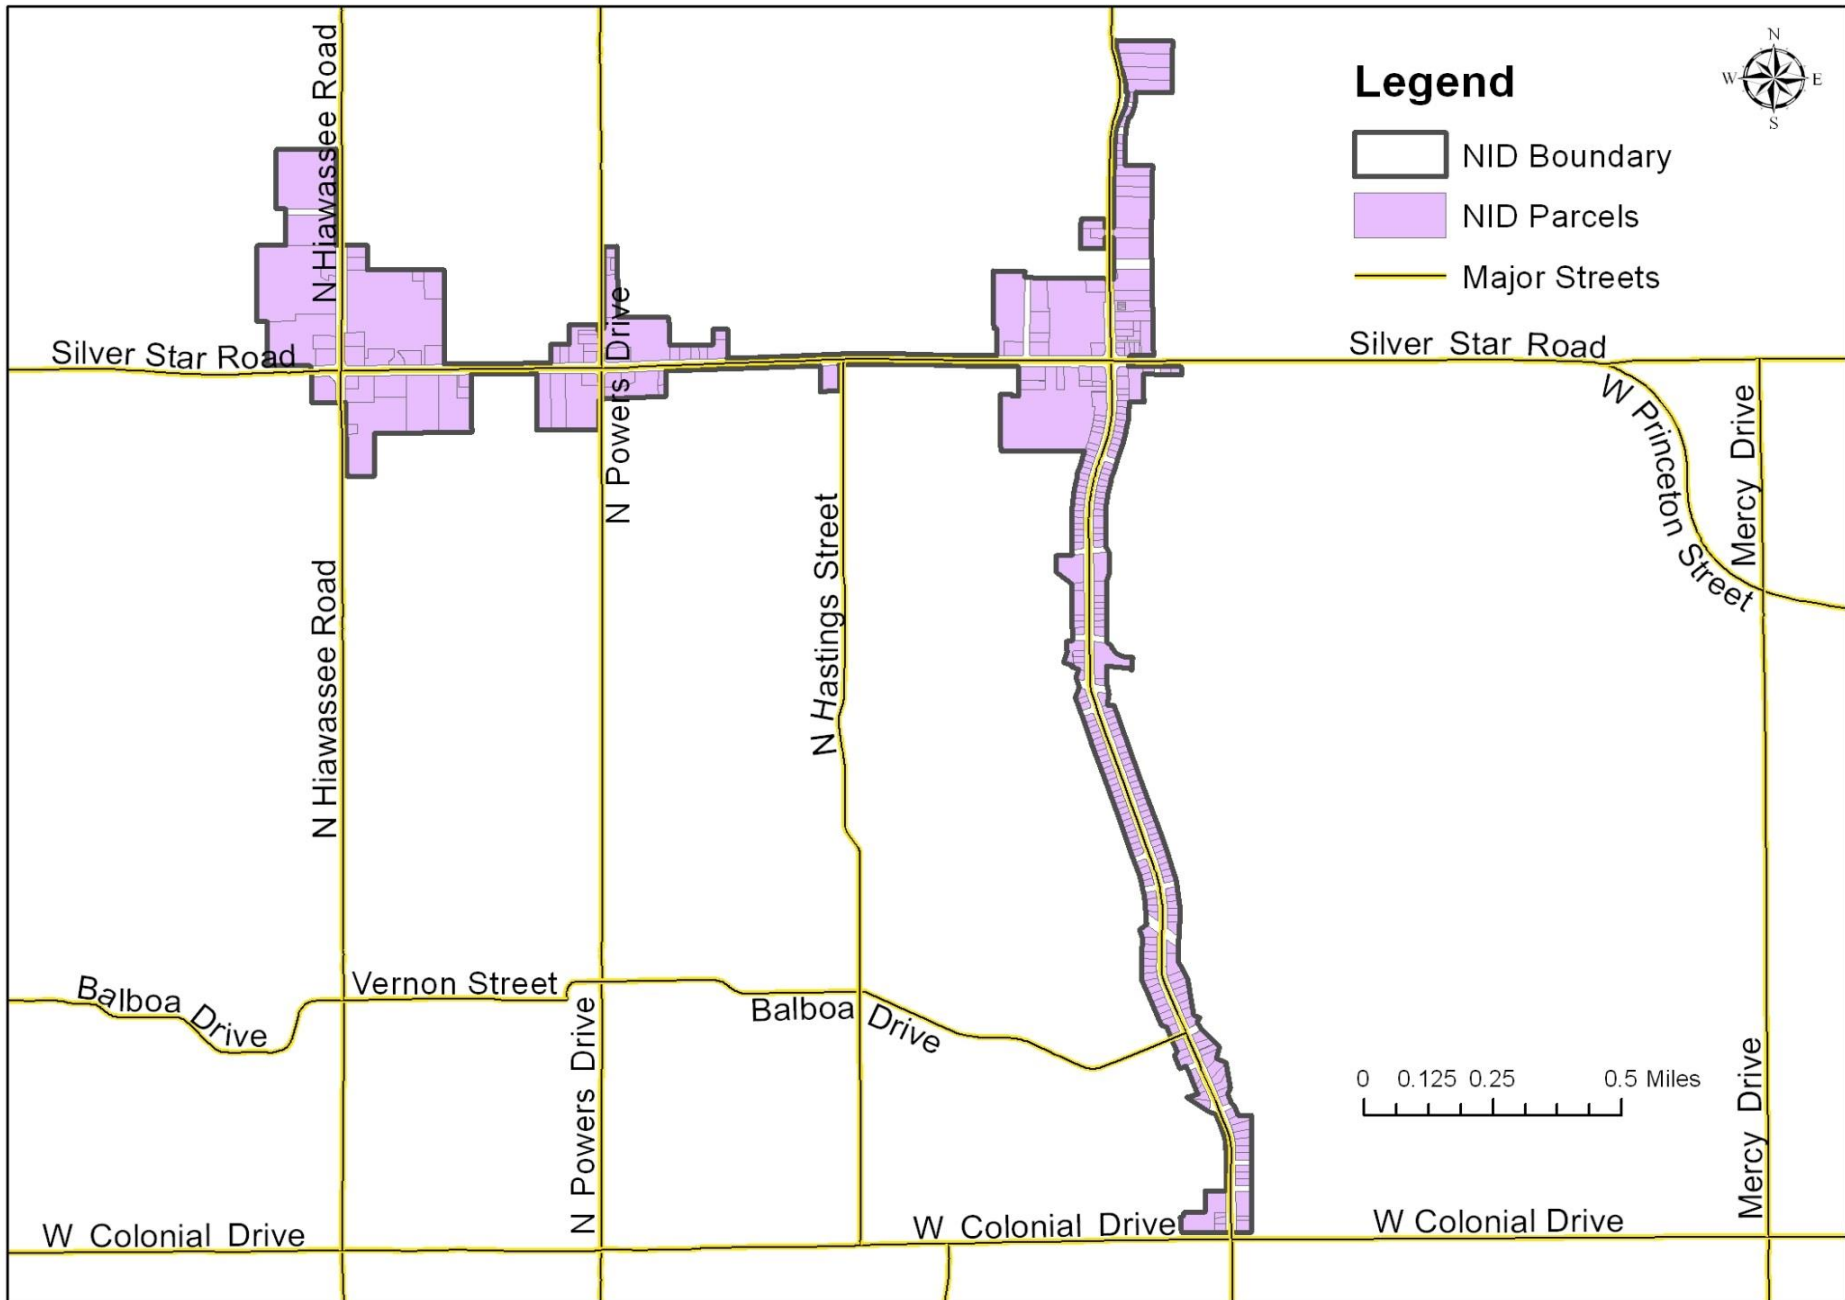 N
W E
S
Legend
NID Boundary
NID Parcels
Major Streets
N Hiawassee Road
Silver Star Road
Silver Star Road
N Powers Drive
W Princeton Street
Mercy Drive
N Hastings Street
N Hiawassee Road
Balboa Drive
Vernon Street
Balboa Drive
N Powers Drive
0 0.125 0.25 0.5 Miles
Mercy Drive
W Colonial Drive
W Colonial Drive
W Colonial Drive